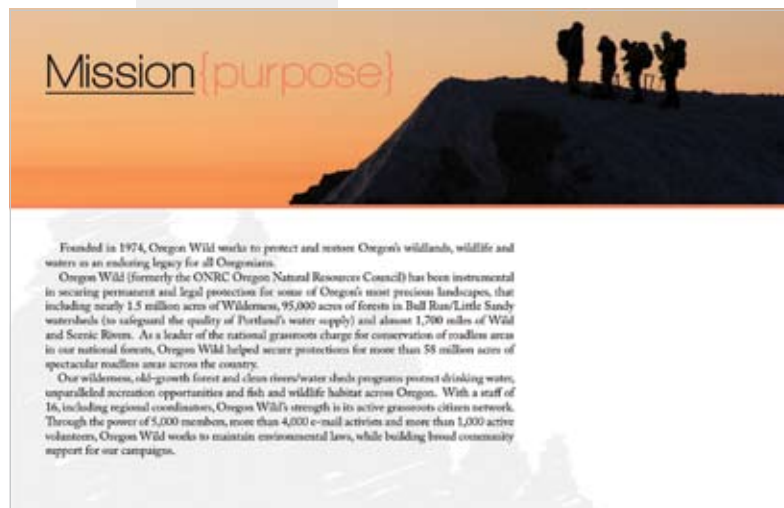 Mission{purpose}
Founded in 1974, Oregon Wild works to protect and restore Oregon's wildlands, wildlife and
waters as an enduring legacy for all Oregonians.
Oregon Wild (formerly the ONRC Oregon Natural Resources Council) has been instrumental
in securing permanent and legal protection for some of Oregon's most precious landscapes, that
including nearly 1.5 million acres of Wilderness, 95,000 acres of forests in Bull Run/Little Sandy
watersheds (to safeguard the quality of Portland's water supply) and almost 1,700 miles of Wild
and Scenic Rivers. As a leader of the national grassroots charge for conservation of roadless areas
in our national forests, Oregon Wild helped secure protections for more than 58 million acres of
spectacular roadless areas across the country.
Our wilderness, old-growth forest and clean rivers/water sheds programs protect drinking water,
unparalleled recreation opportunities and fish and wildlife habitat across Oregon. With a staff of
16, including regional coordinators, Oregon Wild's strength is its active grassroots citizen network.
Through the power of 5,000 members, more than 4,000 e-mail activists and more than 1,000 active
volunteers, Oregon Wild works to maintain environmental laws, while building broad community
support for our campaigns.